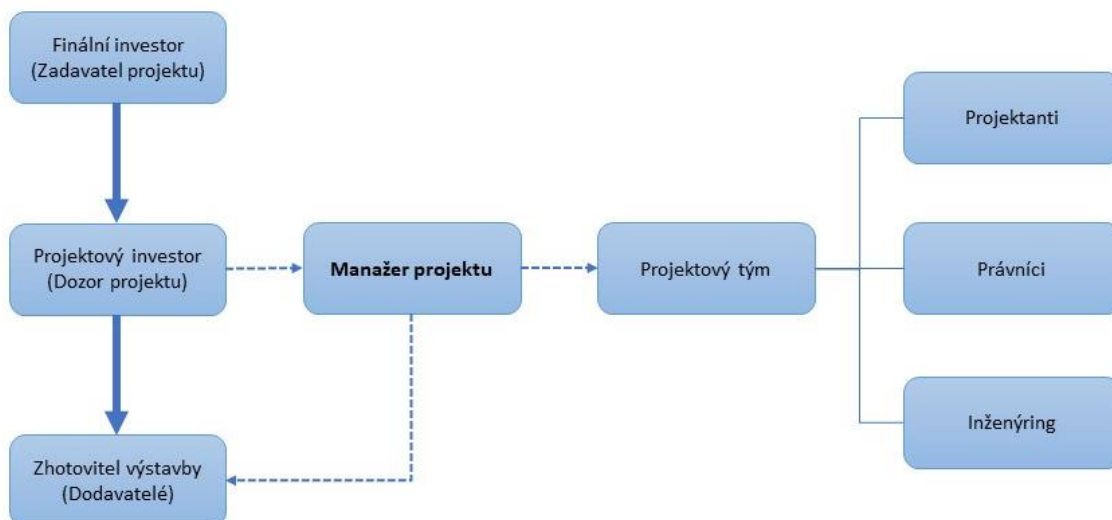 Finální investor
(Zadavatel projektu)
Projektanti
Projektový investor
(Dozor projektu)
Manažer projektu
Projektový tým
Právníci
Inženýring
Zhotovitel výstavby
(Dodavatelé)